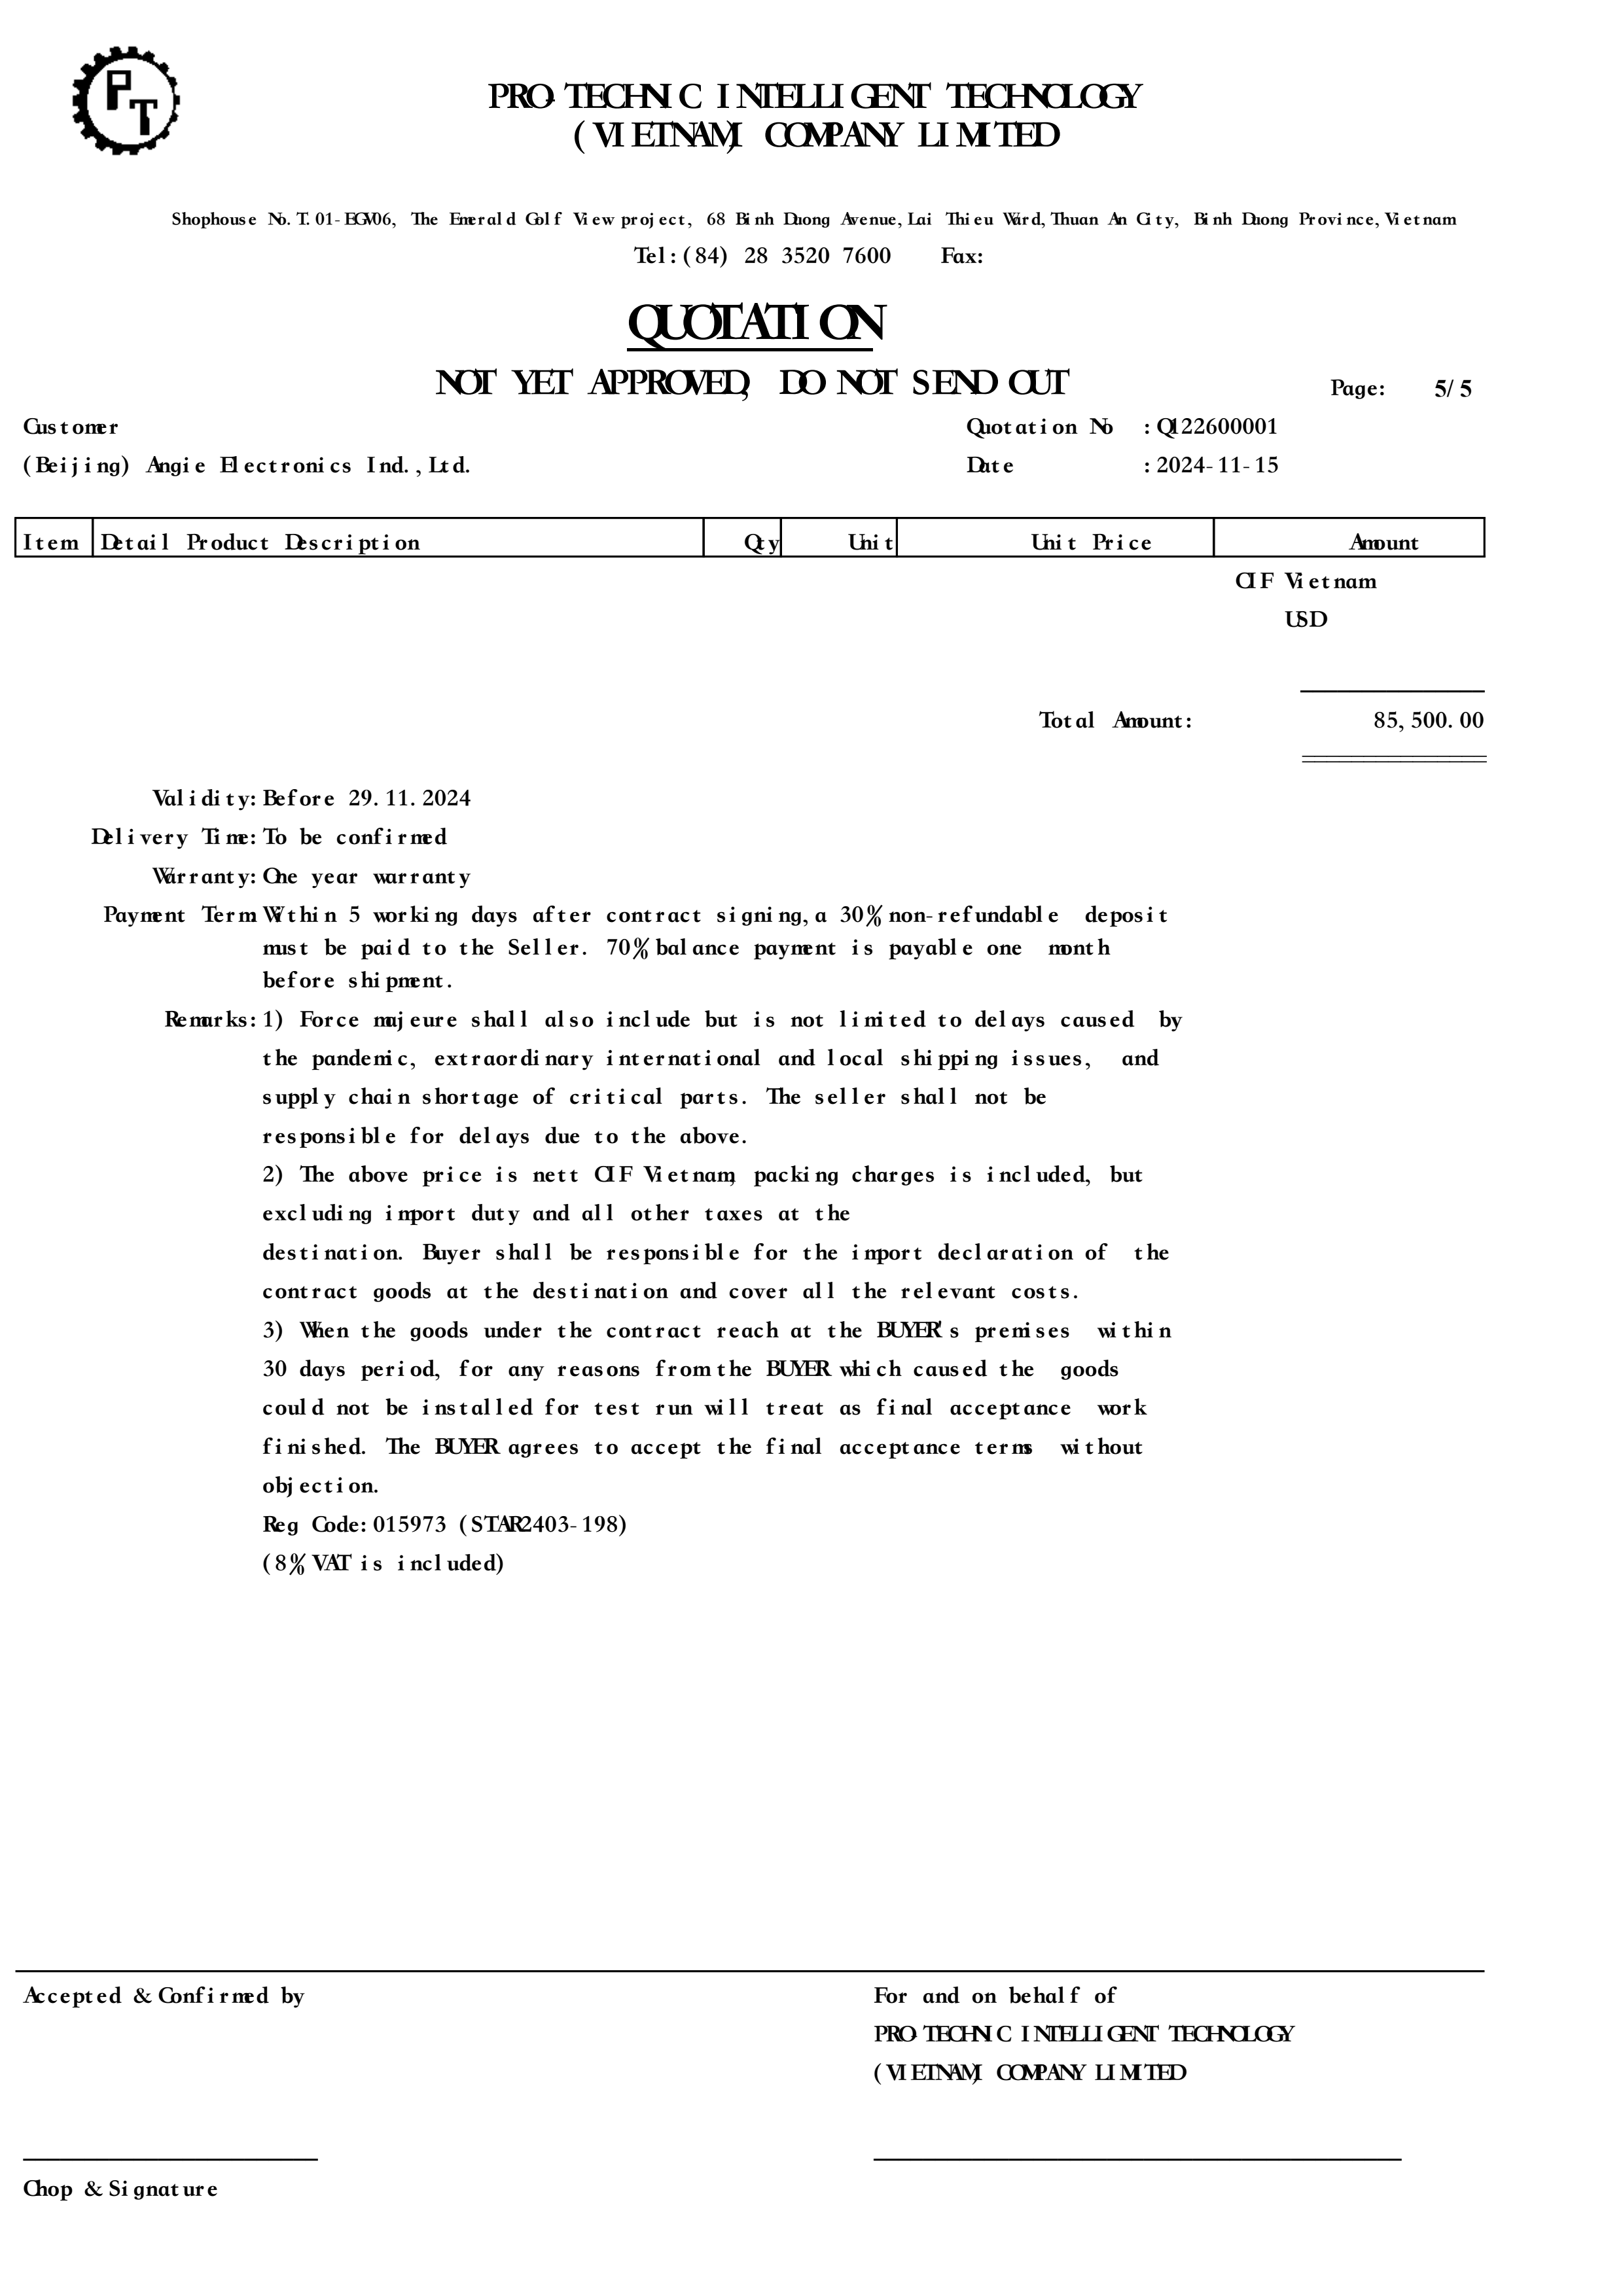 PT
PRO-TECHNIC INTELLIGENT TECHNOLOGY
(VIETNAM) COMPANY LIMITED
Shophouse No.T.01-EGV06, The Emerald Golf View project, 68 Binh Duong Avenue,Lai Thieu Ward,Thuan An City, Binh Duong Province,Vietnam
Tel:(84) 28 3520 7600 Fax:
QUOTATION
NOT YET APPROVED, DO NOT SEND OUT
Page: 5/5
Customer Quotation No :Q122600001
(Beijing) Angie Electronics Ind.,Ltd. Date :2024-11-15
Item Detail Product Description Qty Unit Unit Price Amount
CIF Vietnam
USD
Total Amount: 85,500.00
Validity: Before 29.11.2024
Delivery Time: To be confirmed
Warranty: One year warranty
Payment Term: Within 5 working days after contract signing,a 30% non-refundable deposit
must be paid to the Seller. 70% balance payment is payable one month
before shipment.
Remarks: 1) Force majeure shall also include but is not limited to delays caused by
the pandemic, extraordinary international and local shipping issues, and
supply chain shortage of critical parts. The seller shall not be
responsible for delays due to the above.
2) The above price is nett CIF Vietnam, packing charges is included, but
excluding import duty and all other taxes at the
destination. Buyer shall be responsible for the import declaration of the
contract goods at the destination and cover all the relevant costs.
3) When the goods under the contract reach at the BUYER's premises within
30 days period, for any reasons from the BUYER which caused the goods
could not be installed for test run will treat as final acceptance work
finished. The BUYER agrees to accept the final acceptance terms without
objection.
Reg Code:015973 (STAR2403-198)
(8% VAT is included)
Accepted & Confirmed by For and on behalf of
PRO-TECHNIC INTELLIGENT TECHNOLOGY
(VIETNAM) COMPANY LIMITED
Chop & Signature